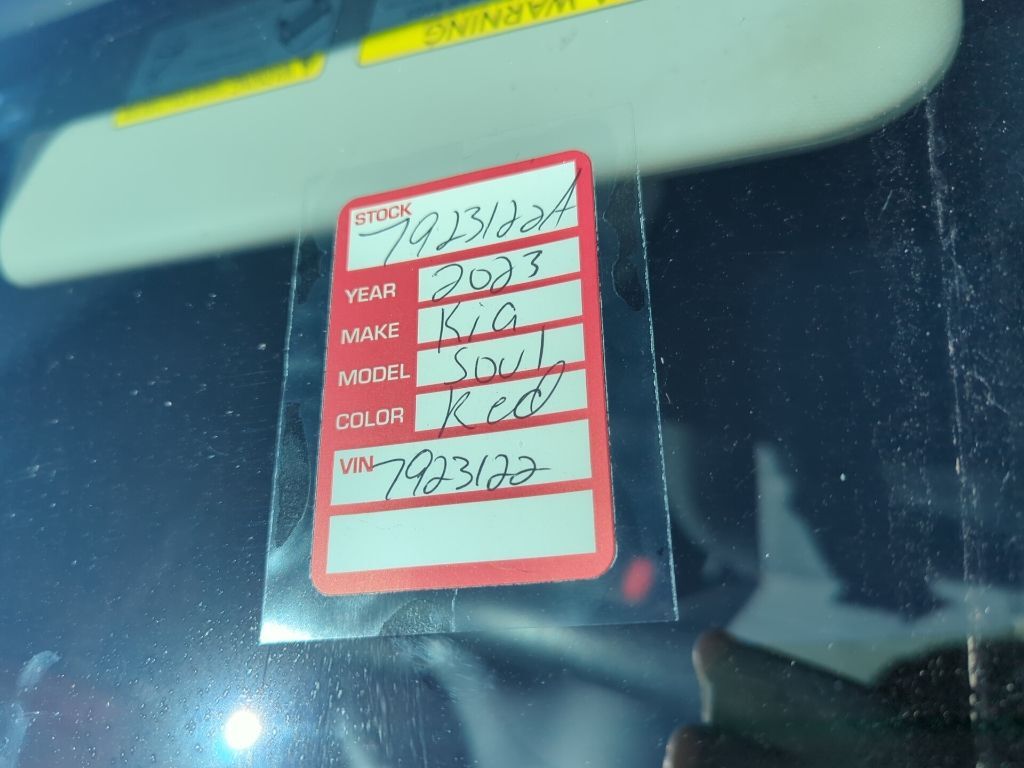 WARNING
STOCK
7923122A
YEAR 2023
MAKE Kia
MODEL Soul
COLOR Red
VIN 7923122